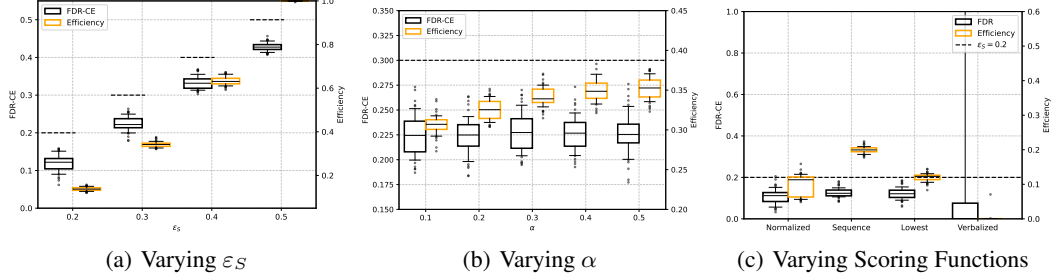 0.5
0.4
0.3
0.2
0.1
0.0
FDR-CE
FDR-CE
Efficiency
1.0
0.8
0.6
0.4
0.2
Efficiency
0.2 0.3 0.4 0.5
εS
(a) Varying εS
0.350
0.325
0.300
0.275
0.250
0.225
0.200
0.175
0.150
FDR-CE
FDR-CE
Efficiency
0.45
0.40
0.35
0.30
0.25
0.20
Efficiency
0.1 0.2 0.3 0.4 0.5
α
(b) Varying α
1.0
0.8
0.6
0.4
0.2
0.0
FDR-CE
FDR
Efficiency
εS = 0.2
0.6
0.5
0.4
0.3
0.2
0.1
0.0
Efficiency
Normalized Sequence Lowest Verbalized
(c) Varying Scoring Functions